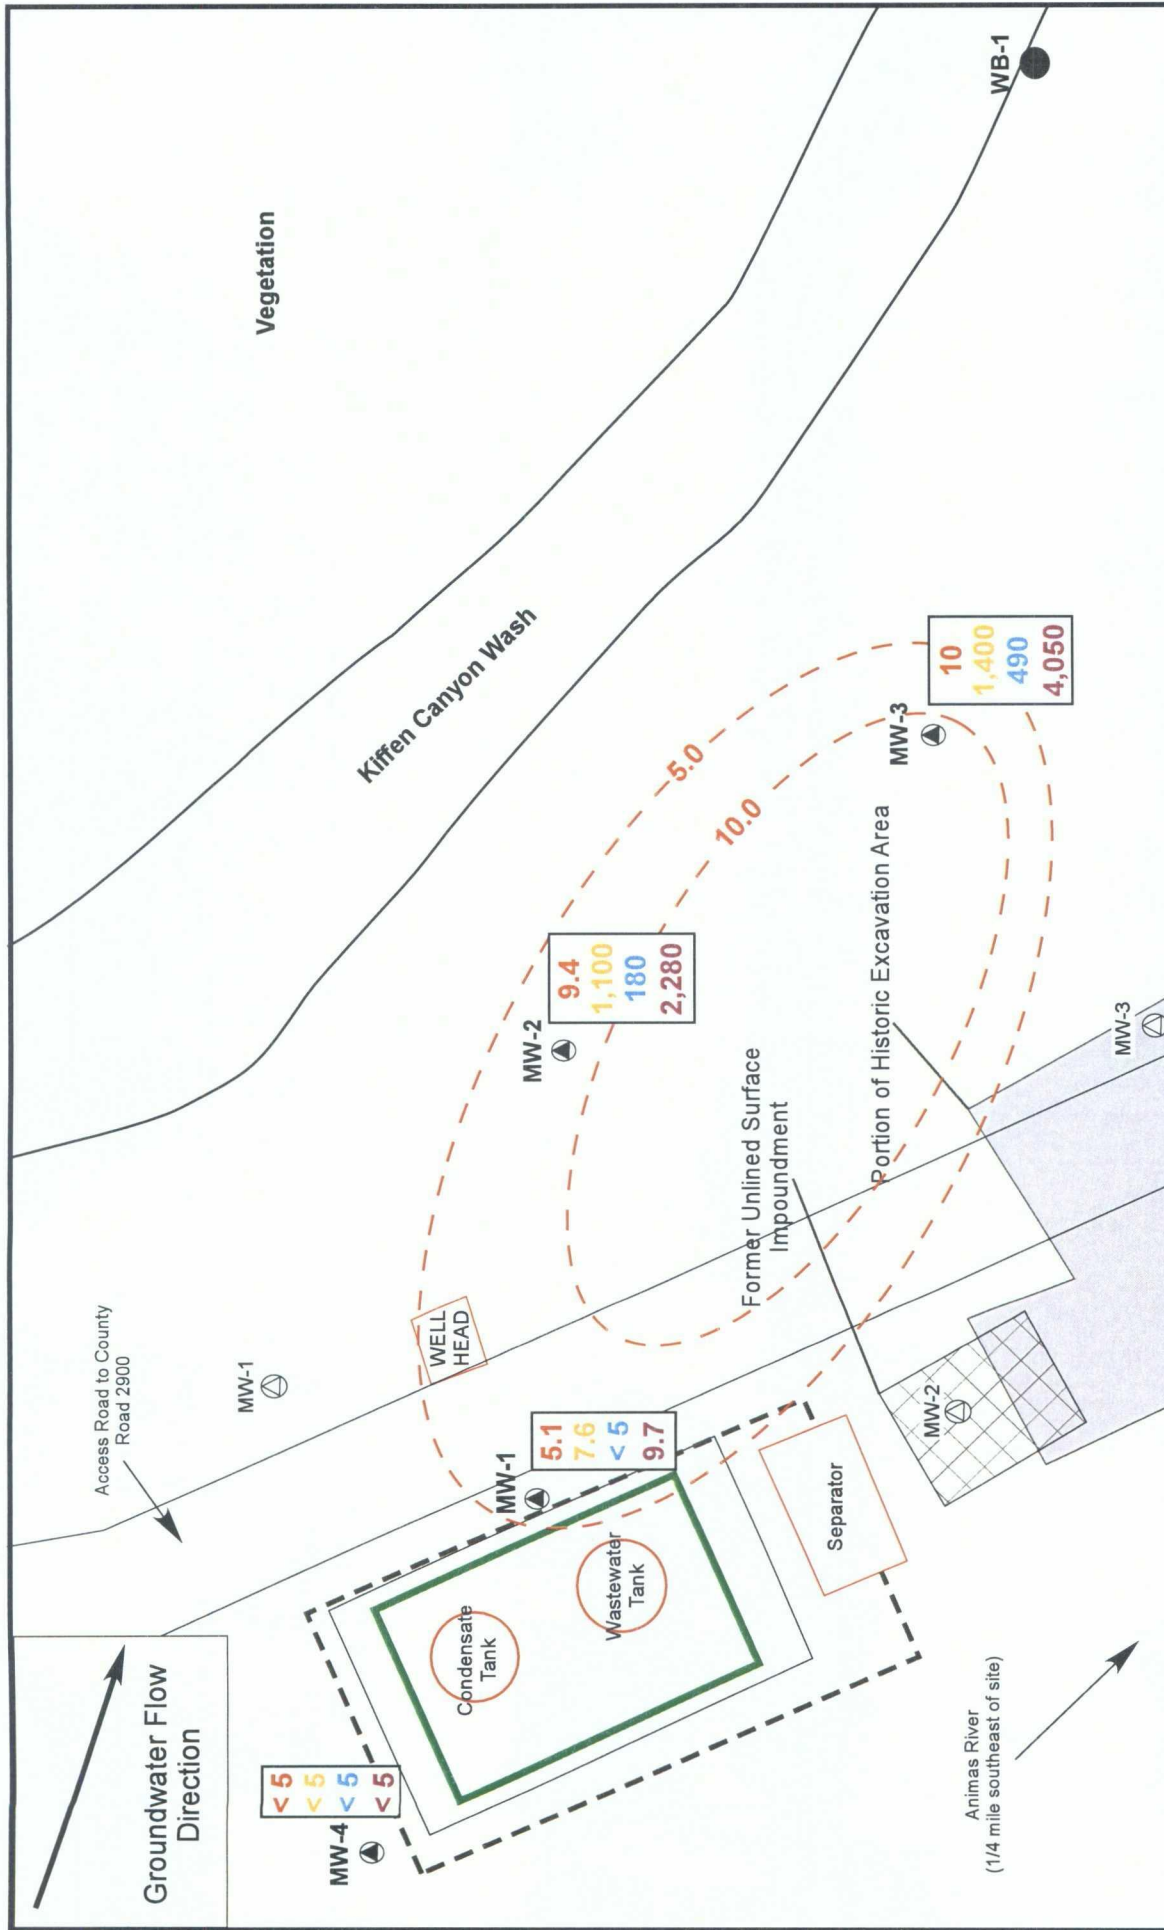 Groundwater Flow
Direction
Access Road to County
Road 2900
Vegetation
MW-4
< 5
< 5
< 5
< 5
MW-1
WELL
HEAD
Kiffen Canyon Wash
Condensate
Tank
MW-1
5.1
7.6
< 5
9.7
MW-2
9.4
1,100
180
2,280
5.0
10.0
Wastewater
Tank
Former Unlined Surface
Impoundment
Separator
Portion of Historic Excavation Area
MW-3
10
1,400
490
4,050
MW-2
WB-1
Animas River
(1/4 mile southeast of site)
MW-3